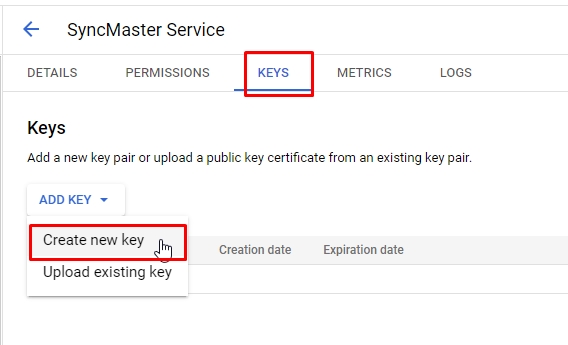 SyncMaster Service
DETAILS PERMISSIONS KEYS METRICS LOGS
Keys
Add a new key pair or upload a public key certificate from an existing key pair.
ADD KEY
Create new key
Creation date Expiration date
Upload existing key